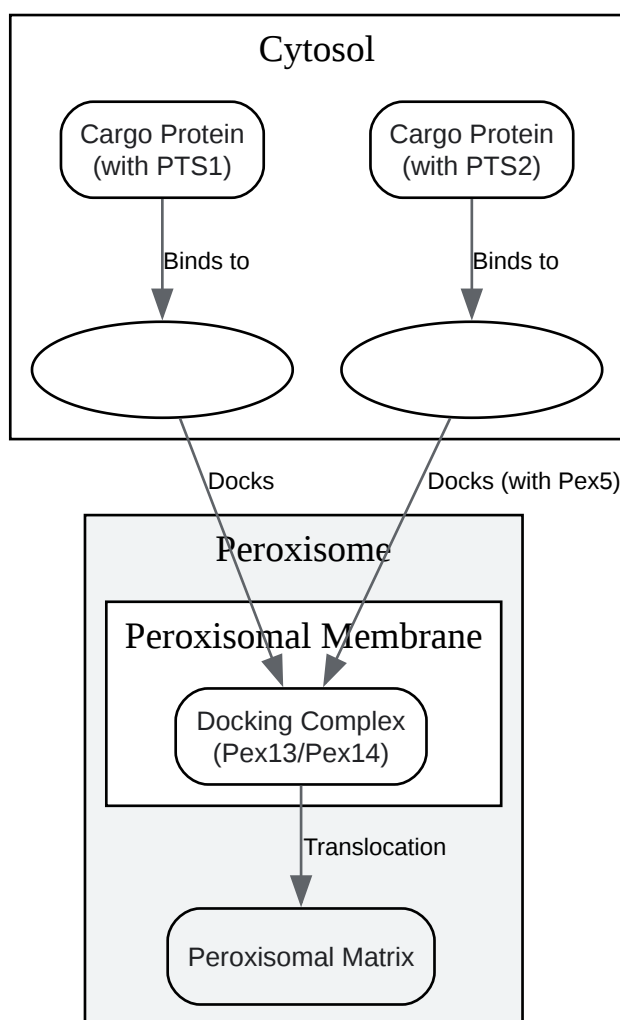 Cytosol
Cargo Protein
(with PTS1)
Cargo Protein
(with PTS2)
Binds to
Binds to
Docks
Docks (with Pex5)
Peroxisome
Peroxisomal Membrane
Docking Complex
(Pex13/Pex14)
Translocation
Peroxisomal Matrix